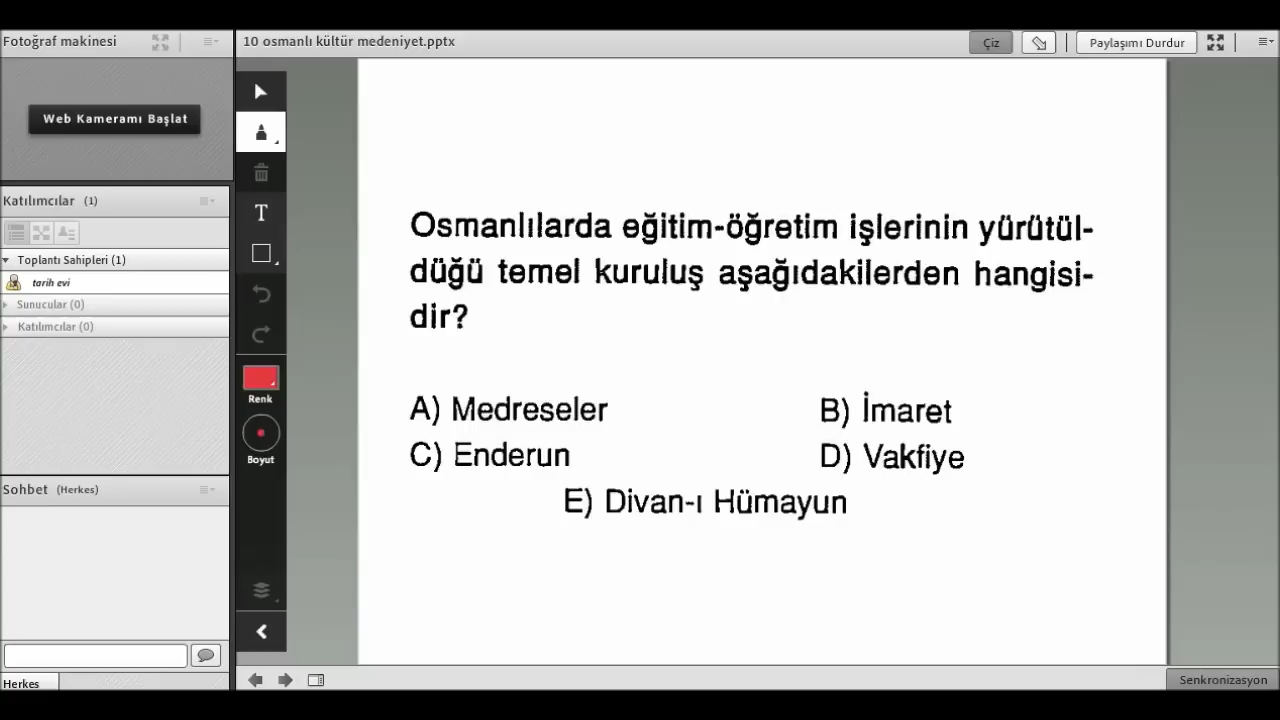 Fotoğraf makinesi
10 osmanlı kültür medeniyet.pptx
Çiz
Paylaşımı Durdur
Web Kameramı Başlat
Katılımcılar (1)
Toplantı Sahipleri (1)
tarih evi
Sunucular (0)
Katılımcılar (0)
Sohbet (Herkes)
Herkes
T
Renk
Boyut
Osmanlılarda eğitim-öğretim işlerinin yürütül-
düğü temel kuruluş aşağıdakilerden hangisi-
dir?
A) Medreseler
B) İmaret
C) Enderun
D) Vakfiye
E) Divan-ı Hümayun
Senkronizasyon